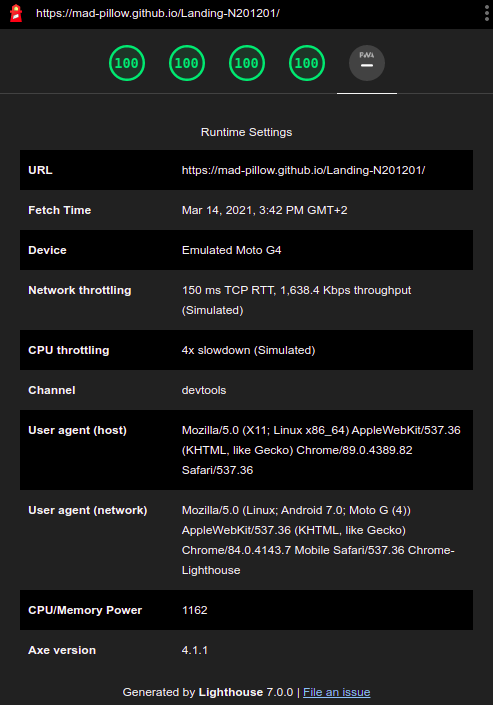 https://mad-pillow.github.io/Landing-N201201/
100 100 100 100 PWA
Runtime Settings
URL https://mad-pillow.github.io/Landing-N201201/
Fetch Time Mar 14, 2021, 3:42 PM GMT+2
Device Emulated Moto G4
Network throttling 150 ms TCP RTT, 1,638.4 Kbps throughput
(Simulated)
CPU throttling 4x slowdown (Simulated)
Channel devtools
User agent (host) Mozilla/5.0 (X11; Linux x86_64) AppleWebKit/537.36
(KHTML, like Gecko) Chrome/89.0.4389.82
Safari/537.36
User agent (network) Mozilla/5.0 (Linux; Android 7.0; Moto G (4))
AppleWebKit/537.36 (KHTML, like Gecko)
Chrome/84.0.4143.7 Mobile Safari/537.36 Chrome-
Lighthouse
CPU/Memory Power 1162
Axe version 4.1.1
Generated by Lighthouse 7.0.0 | File an issue